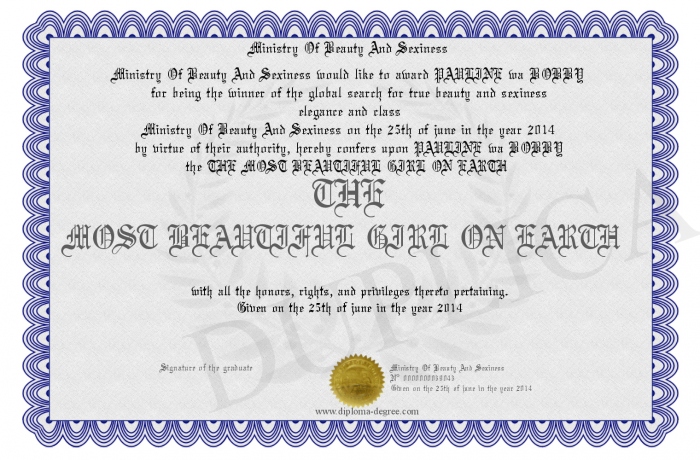 Ministry Of Beauty And Sexiness
Ministry Of Beauty And Sexiness would like to award PAULINE wa BOBBY
for being the winner of the global search for true beauty and sexiness
elegance and class
Ministry Of Beauty And Sexiness on the 25th of june in the year 2014
by virtue of their authority, hereby confers upon PAULINE wa BOBBY
the THE MOST BEAUTIFUL GIRL ON EARTH
THE
MOST BEAUTIFUL GIRL ON EARTH
DUPLICA
with all the honors, rights, and privileges thereto pertaining.
Given on the 25th of june in the year 2014
Signature of the graduate
Ministry Of Beauty And Sexiness
Given on the 25th of june in the year 2014
www.diploma-degree.com